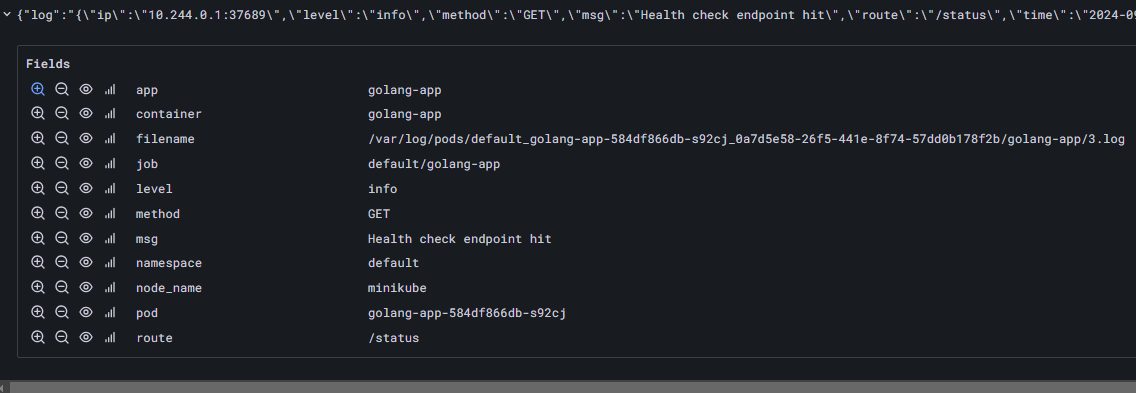 {"log":"{\"ip\":\"10.244.0.1:37689\",\"level\":\"info\",\"method\":\"GET\",\"msg\":\"Health check endpoint hit\",\"route\":\"/status\",\"time\":\"2024-09
Fields
app golang-app
container golang-app
filename /var/log/pods/default_golang-app-584df866db-s92cj_0a7d5e58-26f5-441e-8f74-57dd0b178f2b/golang-app/3.log
job default/golang-app
level info
method GET
msg Health check endpoint hit
namespace default
node_name minikube
pod golang-app-584df866db-s92cj
route /status